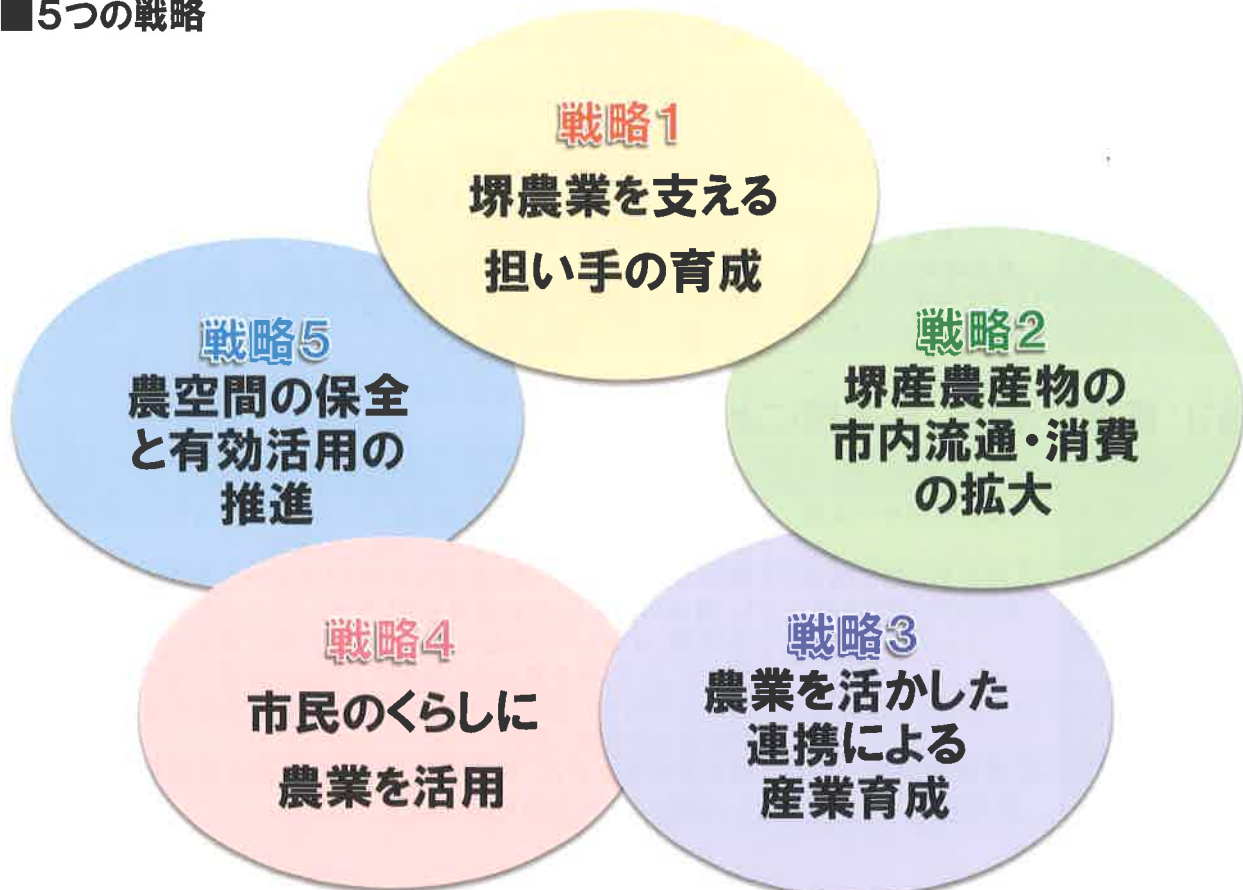 ■5つの戦略
戦略1
堺農業を支える
担い手の育成
戦略2
堺産農産物の
市内流通・消費
の拡大
戦略3
農業を活かした
連携による
産業育成
戦略4
市民のくらしに
農業を活用
戦略5
農空間の保全
と有効活用の
推進